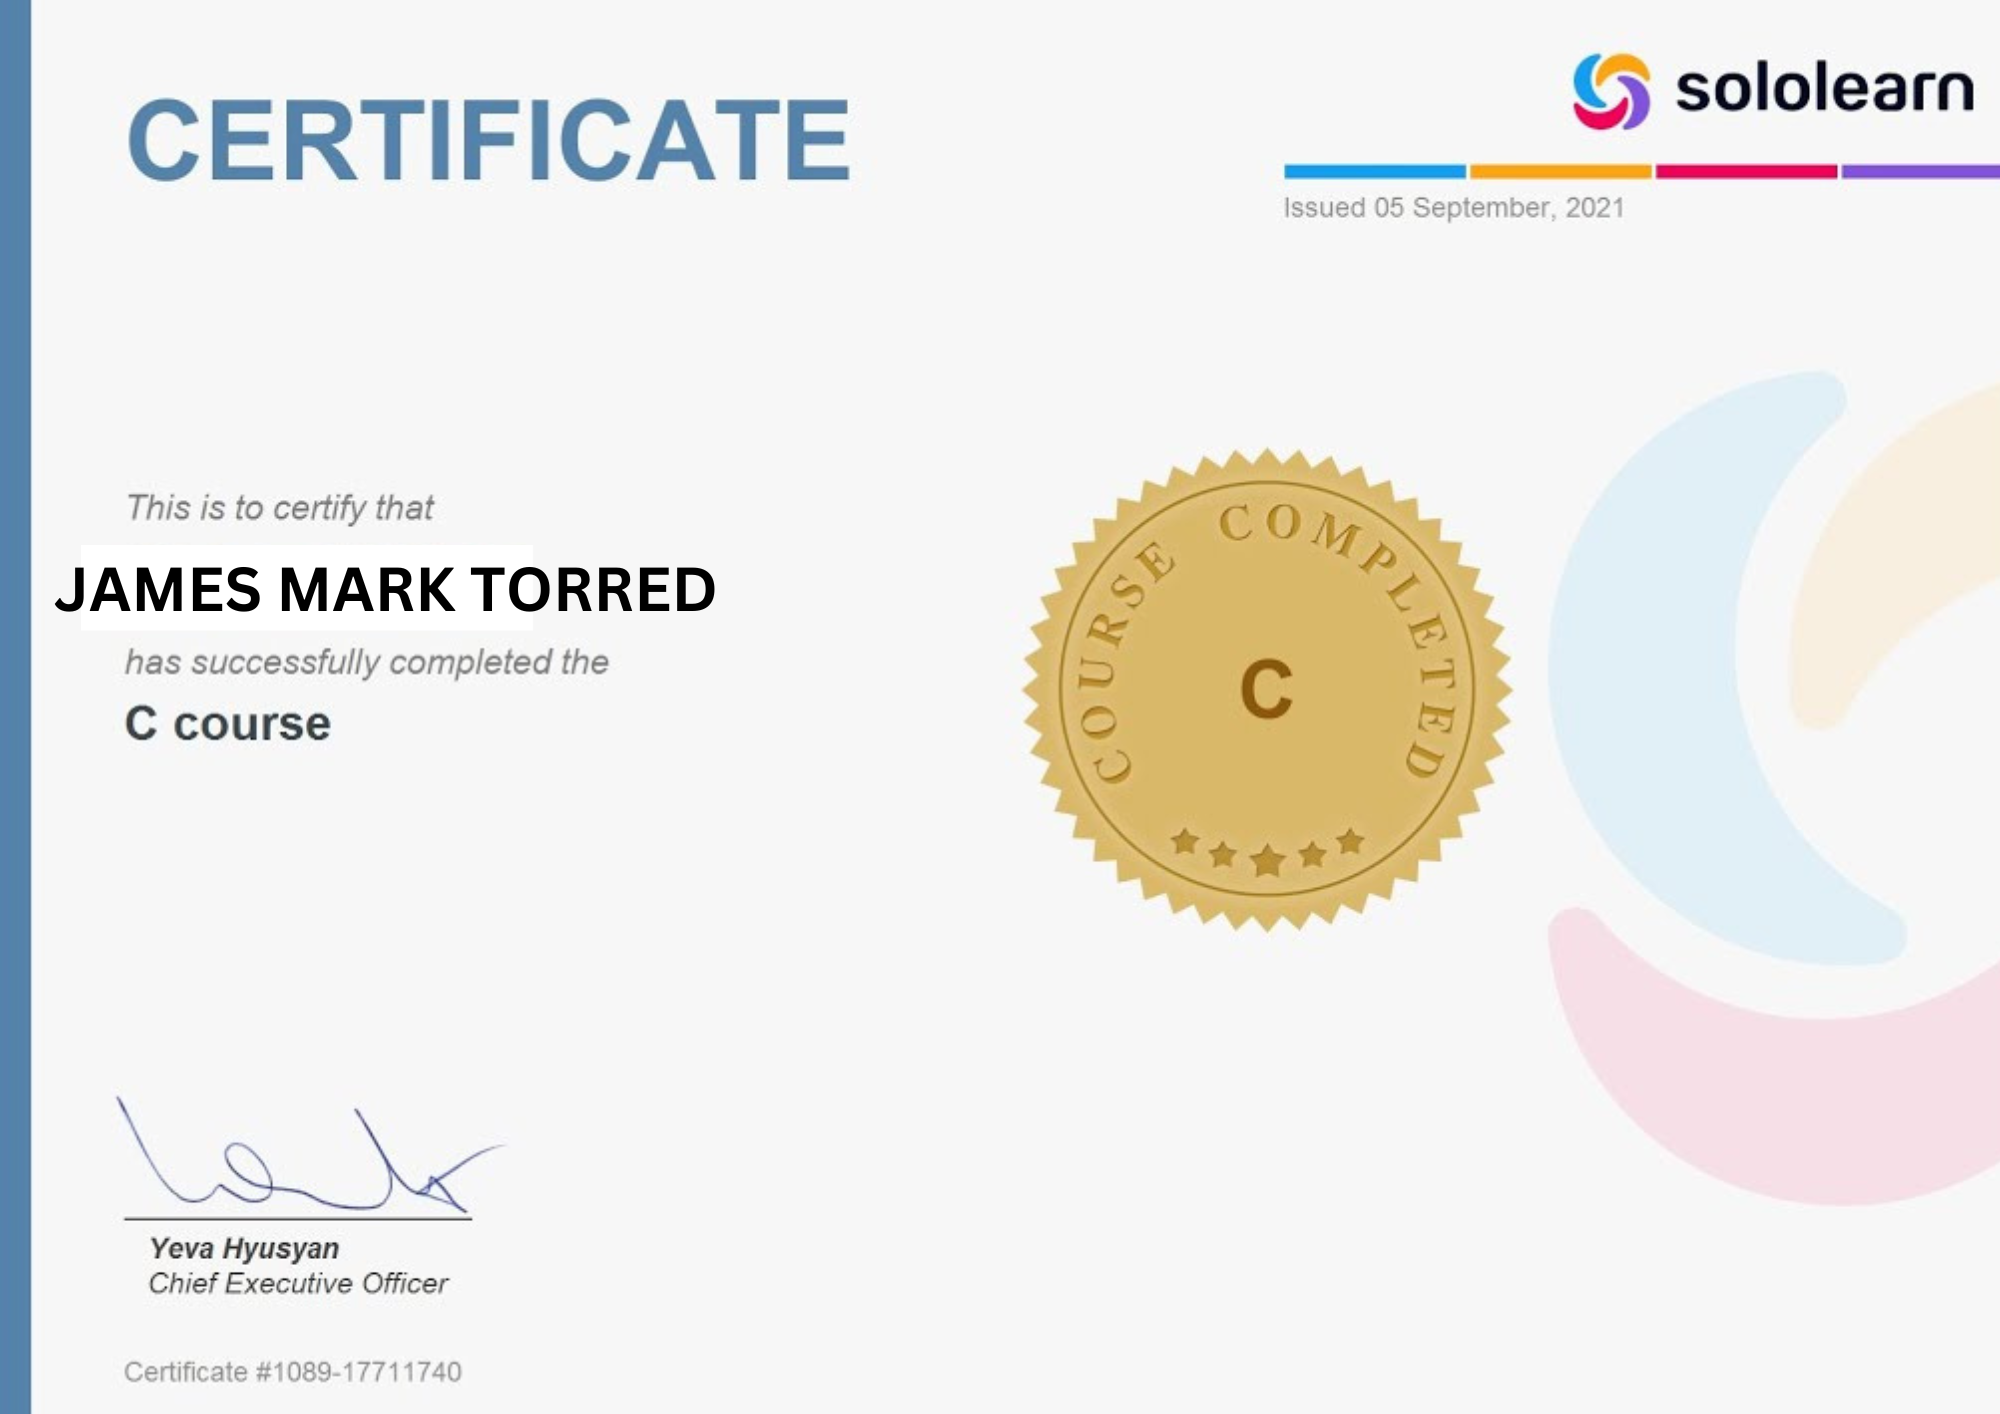 CERTIFICATE
sololearn
Issued 05 September, 2021
This is to certify that
JAMES MARK TORRED
has successfully completed the
C course
COURSE COMPLETED
C
Yeva Hyusyan
Chief Executive Officer
Certificate #1089-17711740